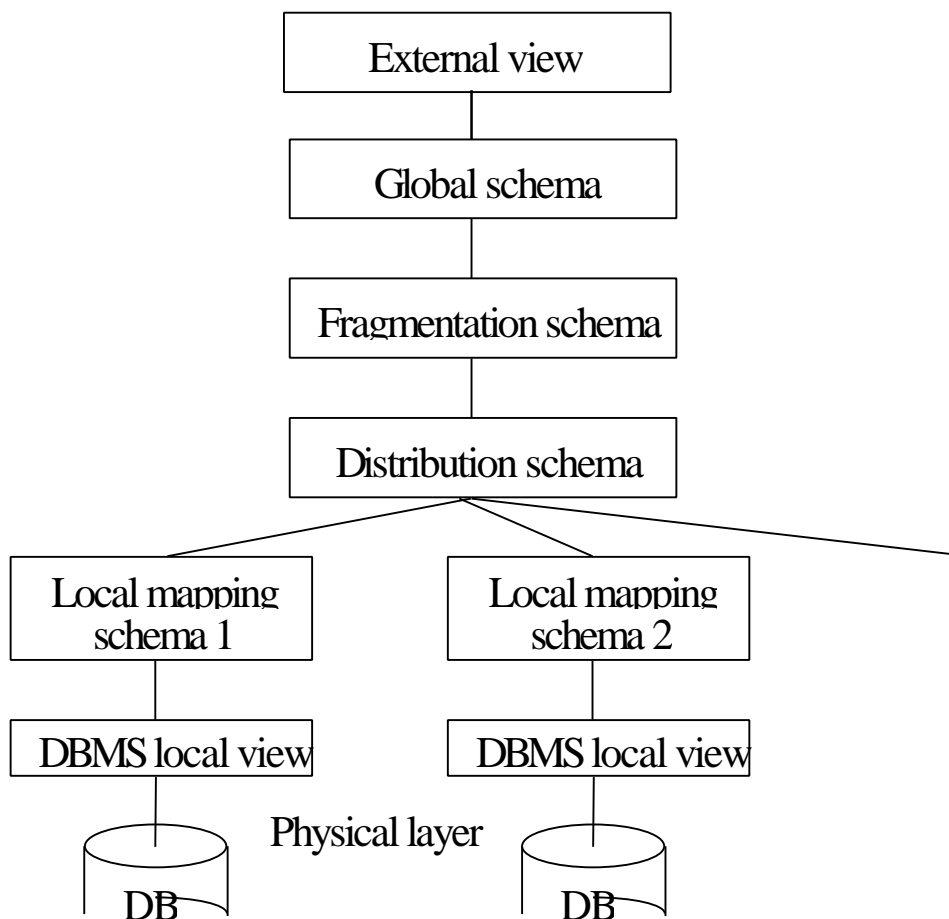 External view
Global schema
Fragmentation schema
Distribution schema
Local mapping
schema 1
Local mapping
schema 2
DBMS local view
DBMS local view
Physical layer
DB
DB